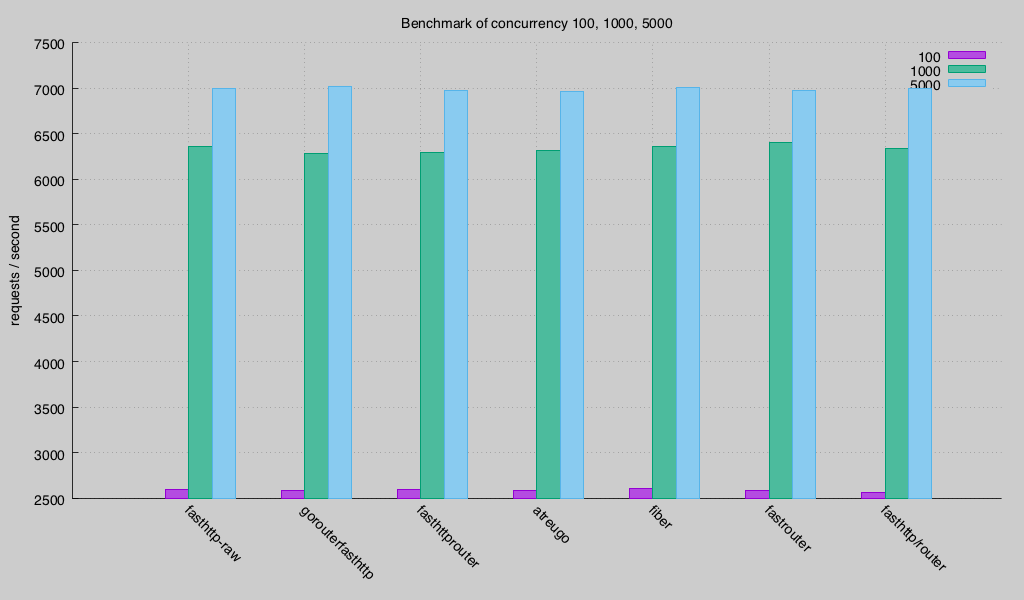 Benchmark of concurrency 100, 1000, 5000
7500
7000
6500
6000
5500
5000
4500
4000
3500
3000
2500
requests / second
100
1000
5000
fasthttp-raw
gorouterfasthttp
fasthttprouter
atreugo
fiber
fastrouter
fasthttp/router